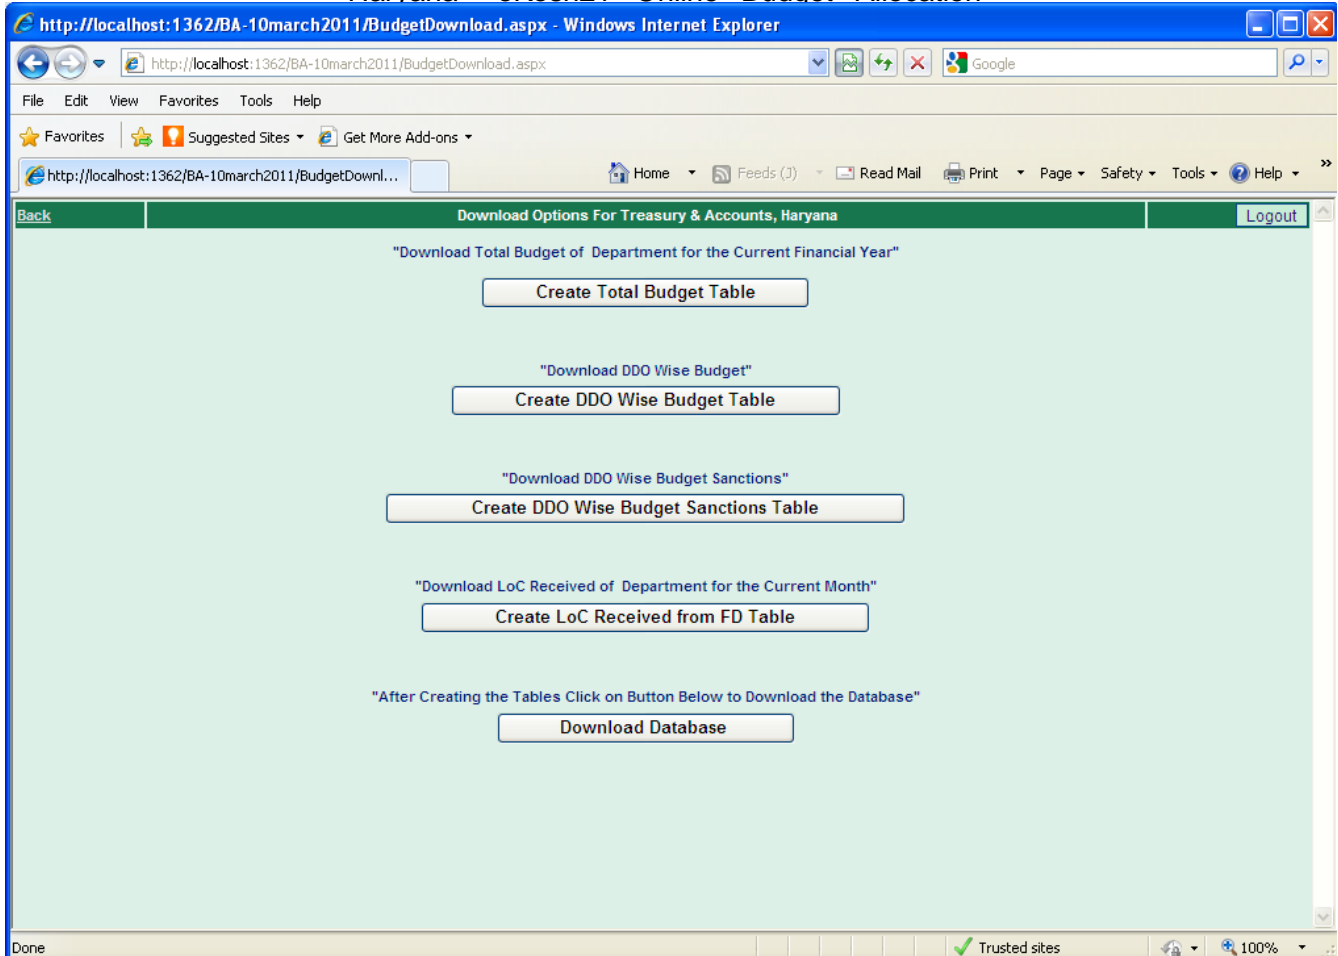 http://localhost:1362/BA-10march2011/BudgetDownload.aspx - Windows Internet Explorer
http://localhost:1362/BA-10march2011/BudgetDownload.aspx
Google
File Edit View Favorites Tools Help
Favorites Suggested Sites Get More Add-ons
http://localhost:1362/BA-10march2011/BudgetDownl... Home Feeds (J) Read Mail Print Page Safety Tools Help »
Back Download Options For Treasury & Accounts, Haryana Logout
"Download Total Budget of Department for the Current Financial Year"
Create Total Budget Table
"Download DDO Wise Budget"
Create DDO Wise Budget Table
"Download DDO Wise Budget Sanctions"
Create DDO Wise Budget Sanctions Table
"Download LoC Received of Department for the Current Month"
Create LoC Received from FD Table
"After Creating the Tables Click on Button Below to Download the Database"
Download Database
Done Trusted sites 100%